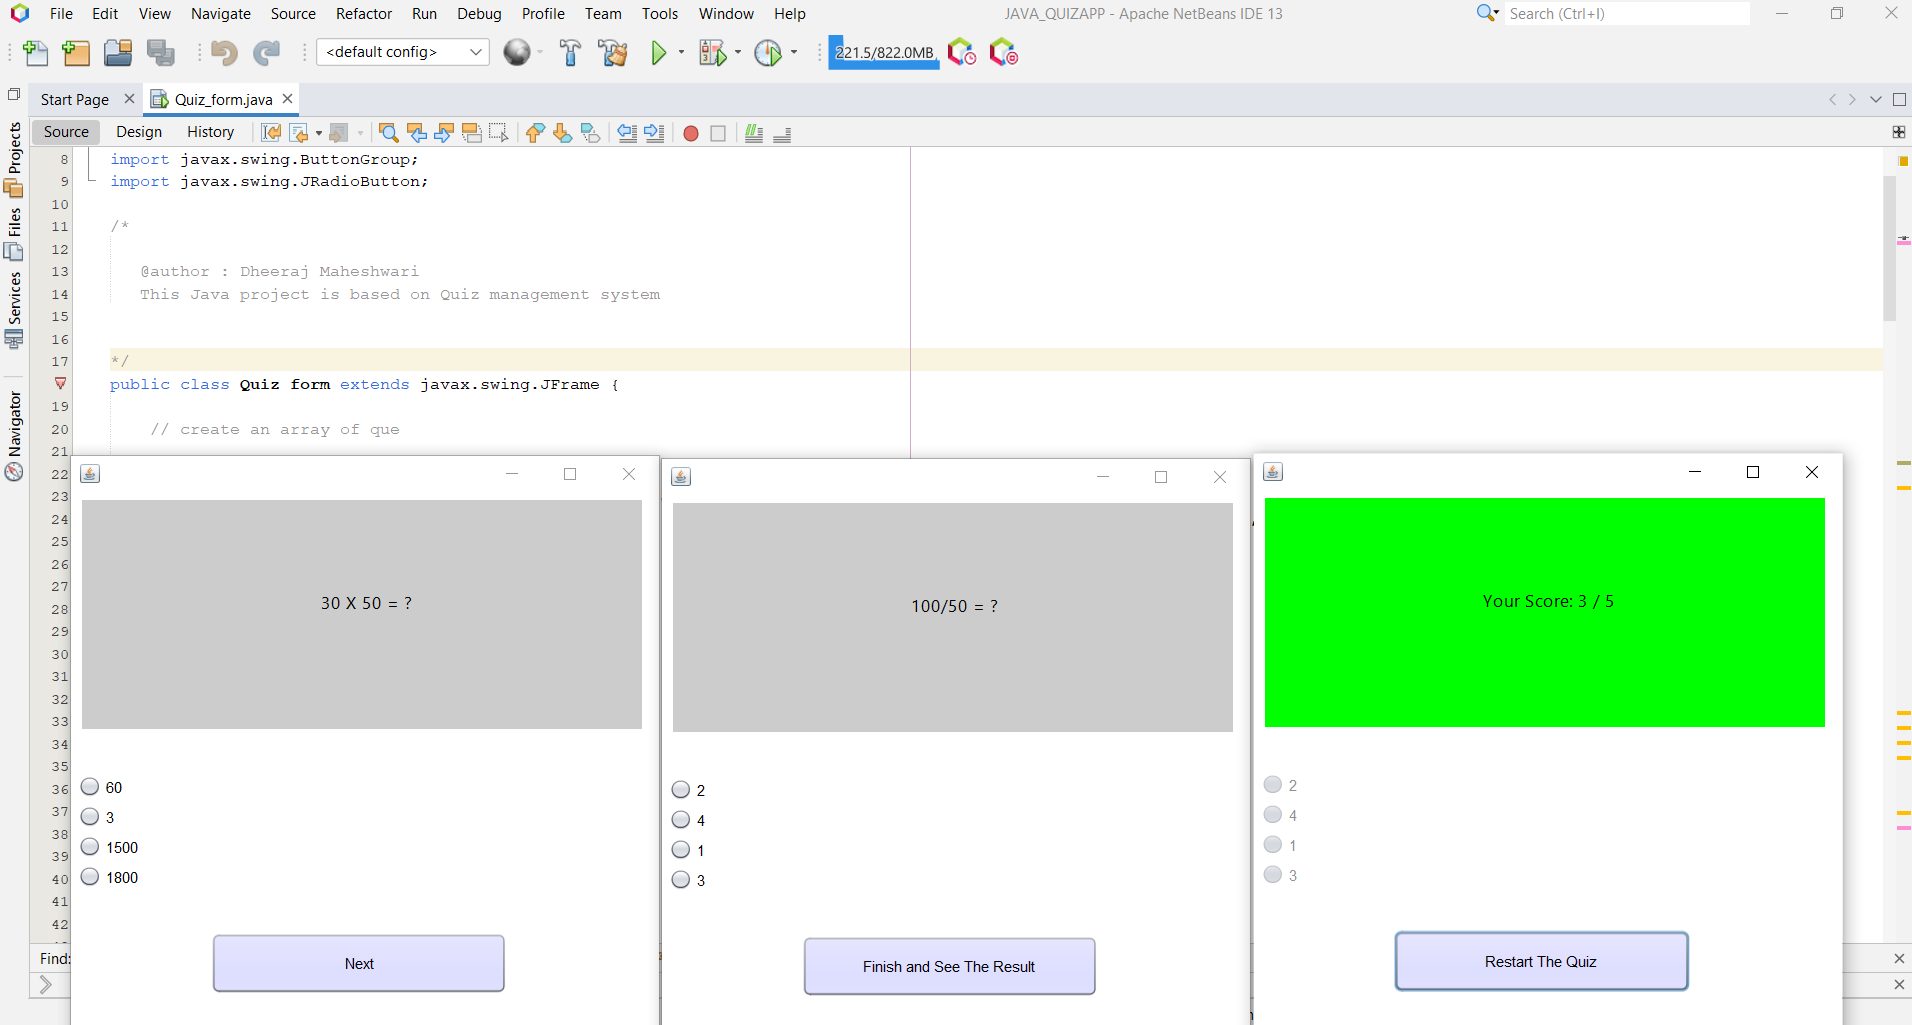 File Edit View Navigate Source Refactor Run Debug Profile Team Tools Window Help
JAVA_QUIZAPP - Apache NetBeans IDE 13
Search (Ctrl+I)
<default config>
221.5/822.0MB
Start Page
Quiz_form.java
Source Design History
Projects
Files
Services
Navigator
8 import javax.swing.ButtonGroup;
9 import javax.swing.JRadioButton;
10
11 /*
12
13 @author : Dheeraj Maheshwari
14 This Java project is based on Quiz management system
15
16
17 */
public class Quiz form extends javax.swing.JFrame {
19
20 // create an array of que
21
22
23
24
25
26
27
28
29
30
31
32
33
34
35
36
37
38
39
40
41
42
Find:
30 X 50 = ?
60
3
1500
1800
Next
100/50 = ?
2
4
1
3
Finish and See The Result
Your Score: 3 / 5
2
4
1
3
Restart The Quiz